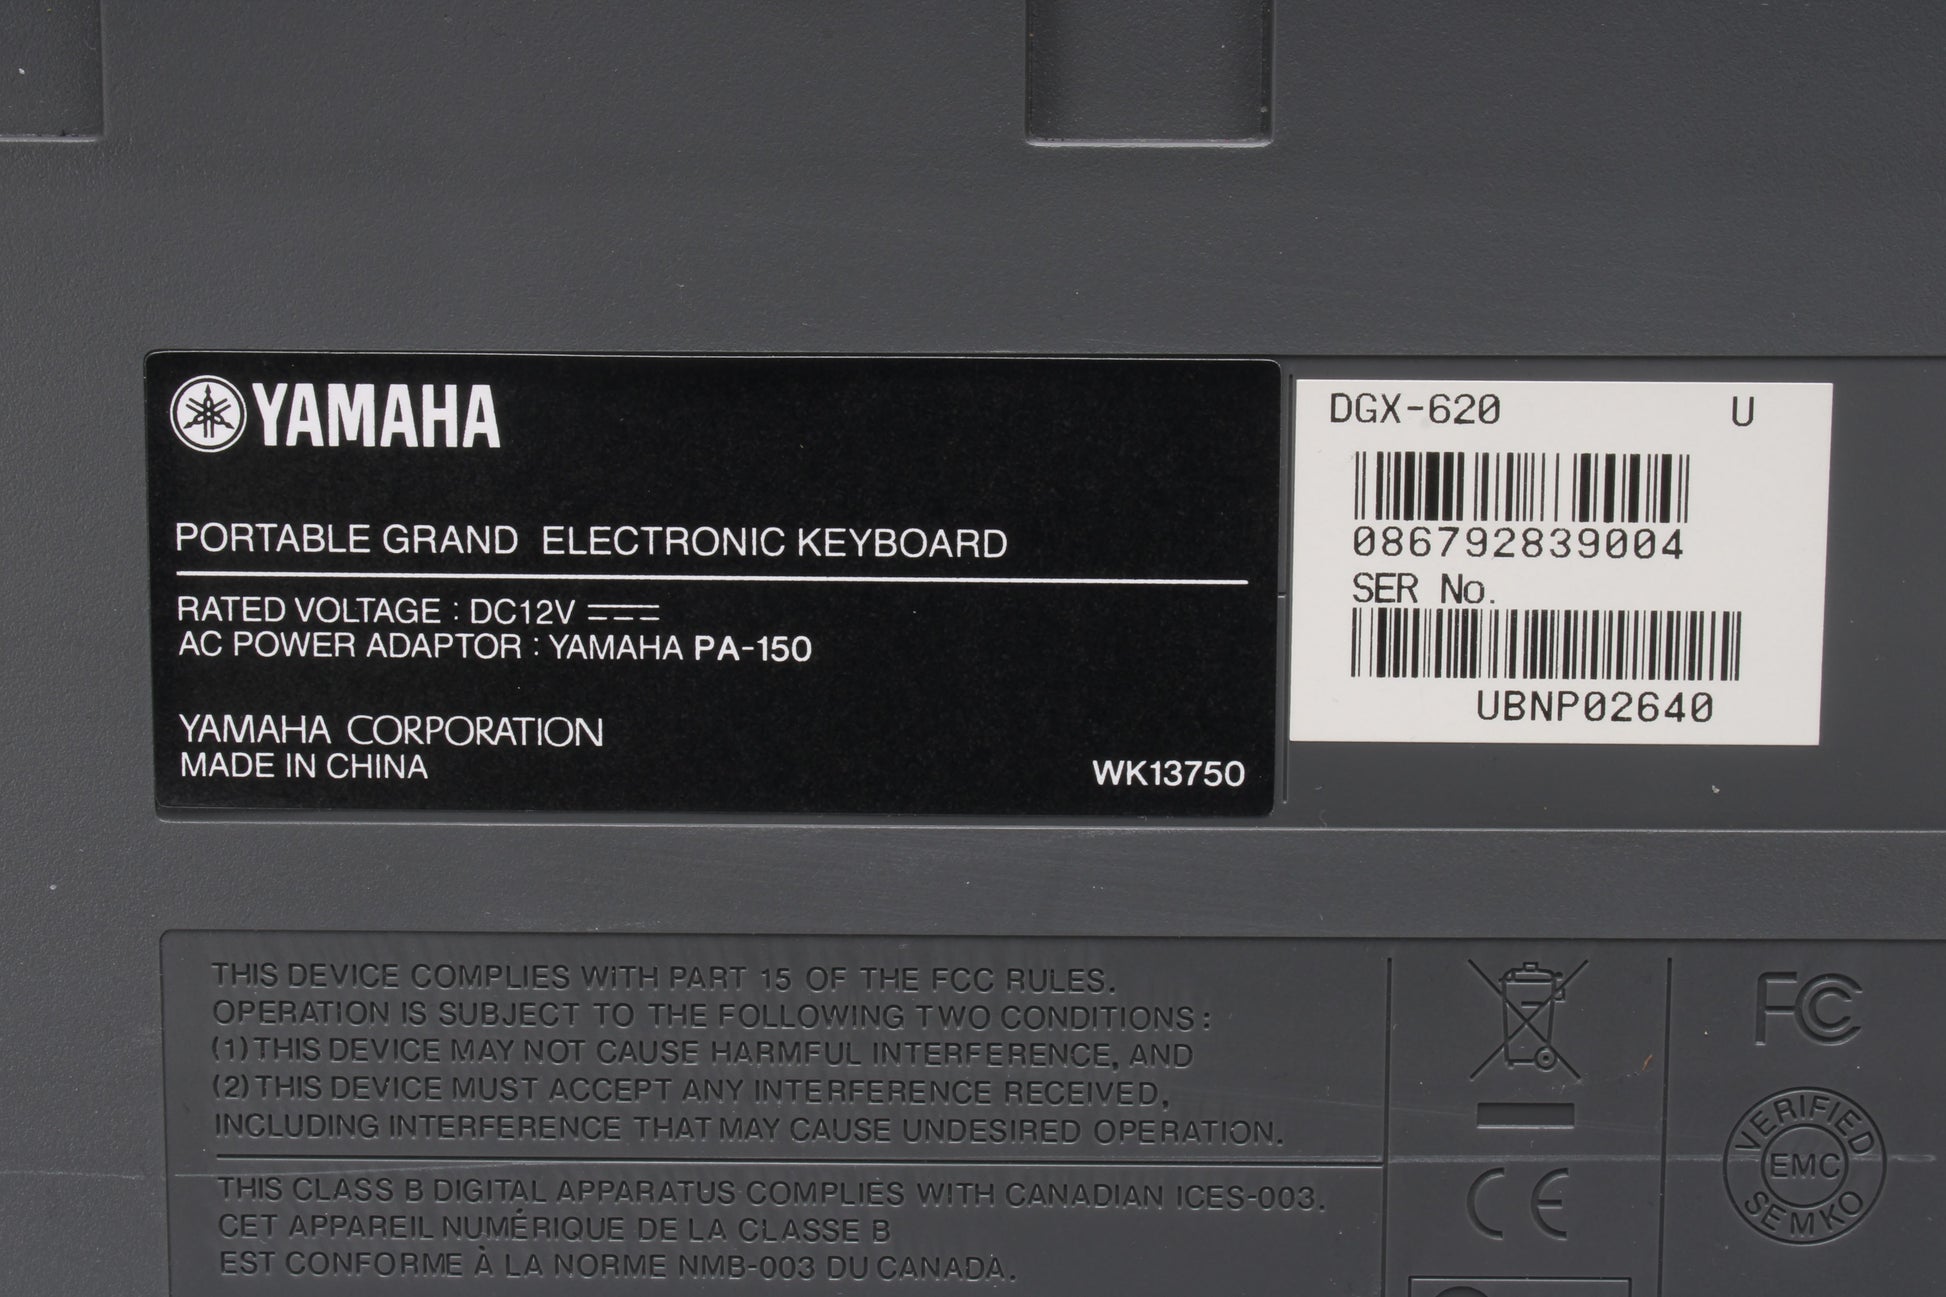 YAMAHA
PORTABLE GRAND ELECTRONIC KEYBOARD
RATED VOLTAGE : DC12V
AC POWER ADAPTOR : YAMAHA PA-150
YAMAHA CORPORATION
MADE IN CHINA
WK13750
DGX-620 U
086792839004
SER No.
UBNP02640
THIS DEVICE COMPLIES WITH PART 15 OF THE FCC RULES.
OPERATION IS SUBJECT TO THE FOLLOWING TWO CONDITIONS :
(1) THIS DEVICE MAY NOT CAUSE HARMFUL INTERFERENCE, AND
(2) THIS DEVICE MUST ACCEPT ANY INTERFERENCE RECEIVED,
INCLUDING INTERFERENCE THAT MAY CAUSE UNDESIRED OPERATION.
THIS CLASS B DIGITAL APPARATUS COMPLIES WITH CANADIAN ICES-003.
CET APPAREIL NUMÉRIQUE DE LA CLASSE B
EST CONFORME À LA NORME NMB-003 DU CANADA.
CE
FC
VERIFIED
EMC
SEMKO